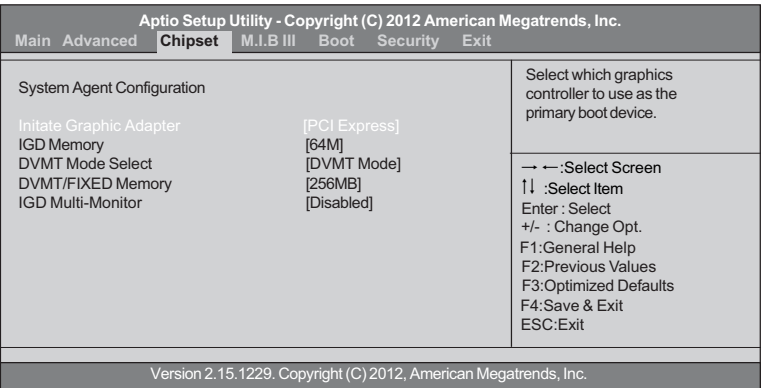 Aptio Setup Utility - Copyright (C) 2012 American Megatrends, Inc.
Main Advanced Chipset M.I.B III Boot Security Exit
System Agent Configuration
Initate Graphic Adapter [PCI Express]
IGD Memory [64M]
DVMT Mode Select [DVMT Mode]
DVMT/FIXED Memory [256MB]
IGD Multi-Monitor [Disabled]
Select which graphics
controller to use as the
primary boot device.
→ ←:Select Screen
↑↓ :Select Item
Enter : Select
+/- : Change Opt.
F1:General Help
F2:Previous Values
F3:Optimized Defaults
F4:Save & Exit
ESC:Exit
Version 2.15.1229. Copyright (C) 2012, American Megatrends, Inc.